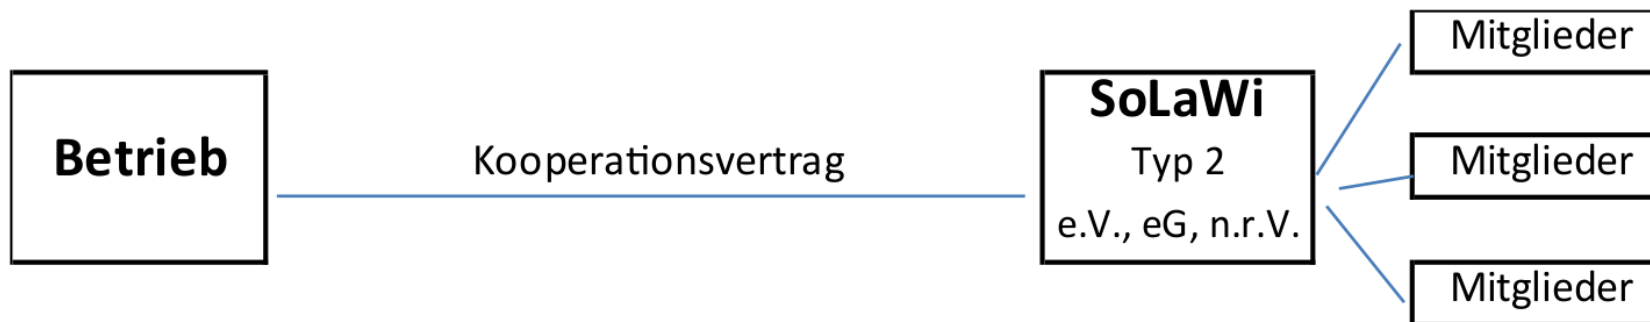 Betrieb
Kooperationsvertrag
SoLaWi
Typ 2
e.V., eG, n.r.V.
Mitglieder
Mitglieder
Mitglieder